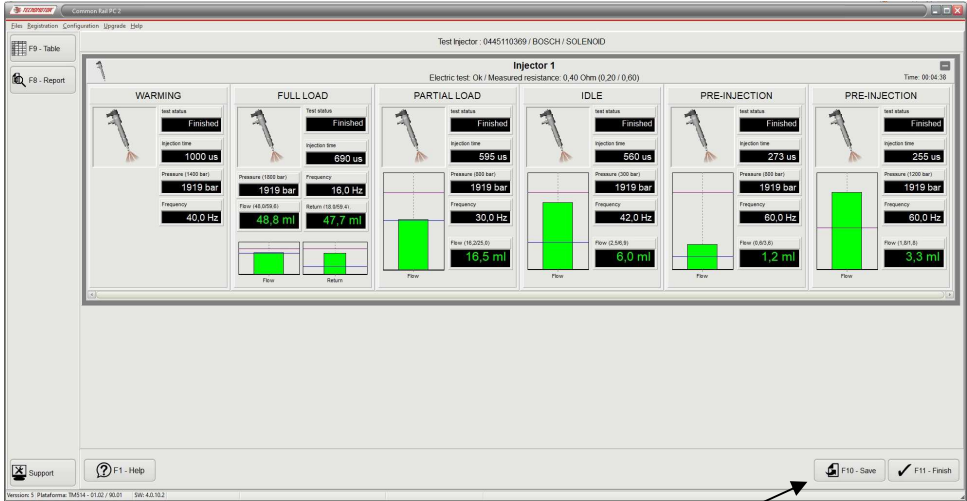 TECNOMOTOR
Common Rail PC 2
Files Registration Configuration Upgrade Help
F9 - Table
F8 - Report
Test Injector : 0445110369 / BOSCH / SOLENOID
Injector 1
Electric test: Ok / Measured resistance: 0,40 Ohm (0,20 / 0,60)
Time: 00:04:38
WARMING
test status
Finished
Injection time
1000 us
Pressure (1400 bar)
1919 bar
Frequency
40,0 Hz
FULL LOAD
Test status
Finished
Injection time
690 us
Pressure (1800 bar)
1919 bar
Frequency
16,0 Hz
Flow (46,0/59,6)
48,8 ml
Return (18,0/59,4)
47,7 ml
Flow
Return
PARTIAL LOAD
test status
Finished
Injection time
595 us
Pressure (800 bar)
1919 bar
Frequency
30,0 Hz
Flow (16,2/25,0)
16,5 ml
Flow
IDLE
test status
Finished
Injection time
560 us
Pressure (300 bar)
1919 bar
Frequency
42,0 Hz
Flow (2,5/6,9)
6,0 ml
Flow
PRE-INJECTION
test status
Finished
Injection time
273 us
Pressure (800 bar)
1919 bar
Frequency
60,0 Hz
Flow (0,6/3,6)
1,2 ml
Flow
PRE-INJECTION
test status
Finished
Injection time
255 us
Pressure (1200 bar)
1919 bar
Frequency
60,0 Hz
Flow (1,8/1,8)
3,3 ml
Flow
Support
F1 - Help
F10 - Save
F11 - Finish
Version: 5 Plataforma: TM514 - 01.02 / 90.01 SW: 4.0.10.2